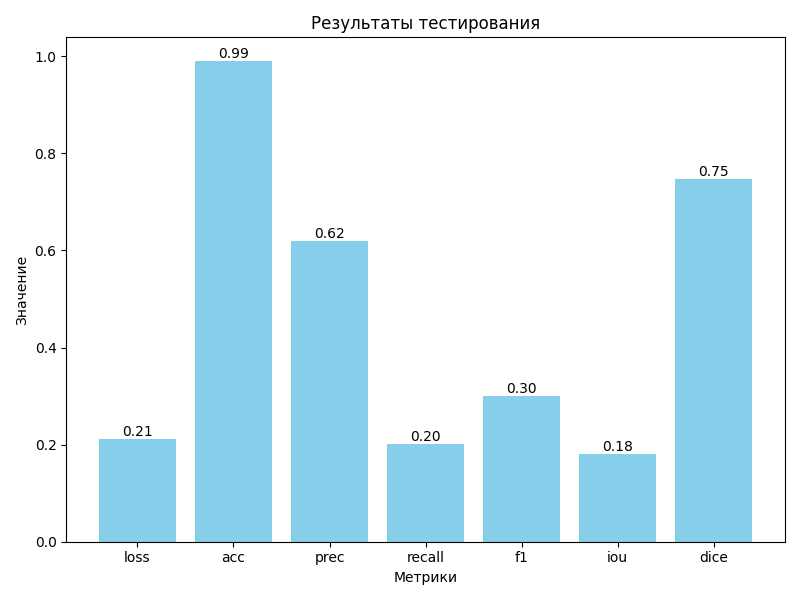 Результаты тестирования
1.0
0.8
0.6
0.4
0.2
0.0
Значение
0.21
0.99
0.62
0.20
0.30
0.18
0.75
loss
acc
prec
recall
f1
iou
dice
Метрики